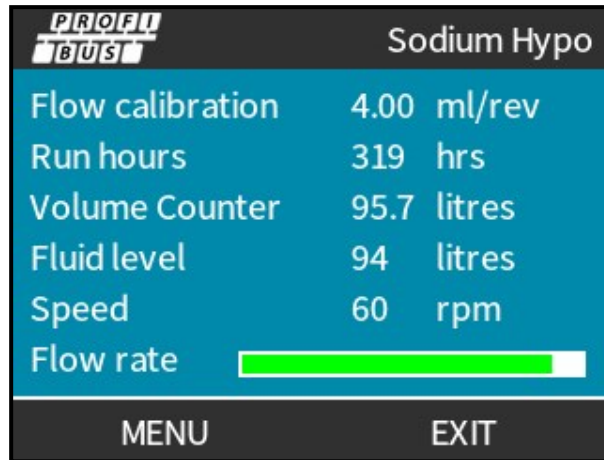 PROFI
BUS
Sodium Hypo
Flow calibration 4.00 ml/rev
Run hours 319 hrs
Volume Counter 95.7 litres
Fluid level 94 litres
Speed 60 rpm
Flow rate
MENU EXIT